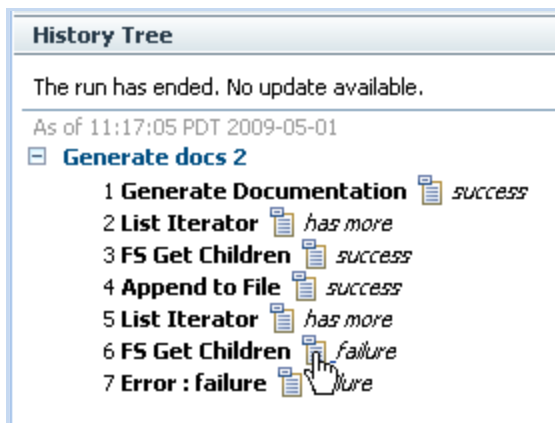 History Tree
The run has ended. No update available.
As of 11:17:05 PDT 2009-05-01
Generate docs 2
1 Generate Documentation success
2 List Iterator has more
3 FS Get Children success
4 Append to File success
5 List Iterator has more
6 FS Get Children failure
7 Error : failure